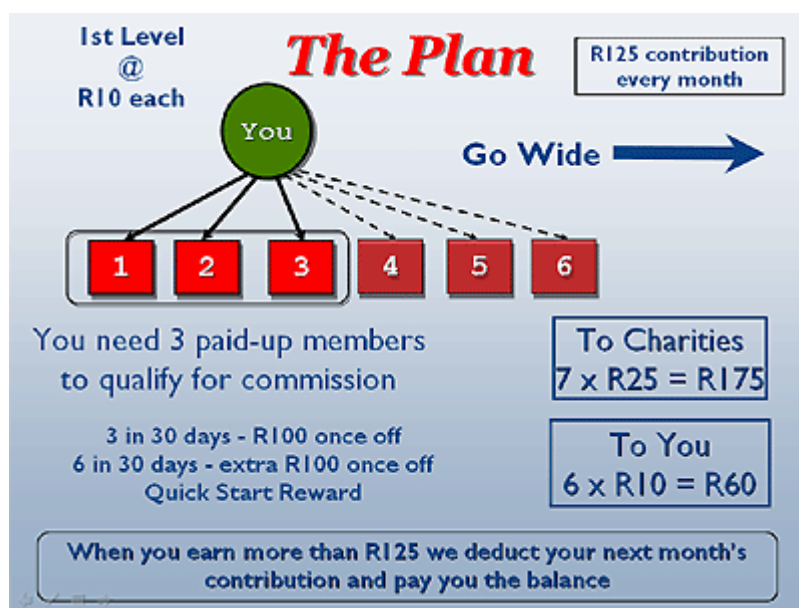 1st Level
@
R10 each
The Plan
R125 contribution
every month
You
Go Wide
1 2 3 4 5 6
You need 3 paid-up members
to qualify for commission
To Charities
7 x R25 = R175
3 in 30 days - R100 once off
6 in 30 days - extra R100 once off
Quick Start Reward
To You
6 x R10 = R60
When you earn more than R125 we deduct your next month's
contribution and pay you the balance